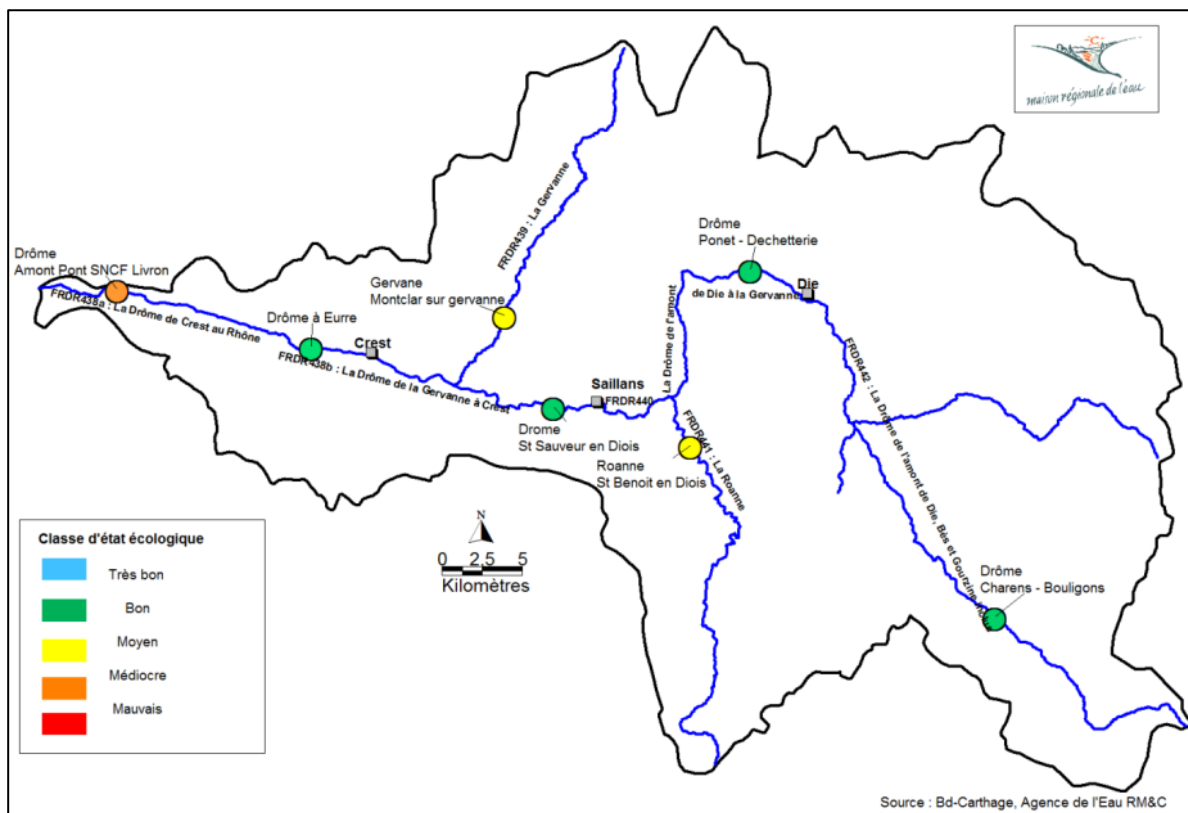 maison régionale de l'eau
FRDR439 : La Gervanne
Drôme
Ponet - Dechetterie
Drôme
Amont Pont SNCF Livron
Gervane
Montclar sur gervanne
Die
de Die à la Gervanne
La Drôme de l'amont
FRDR438a : La Drôme de Crest au Rhône
Drôme à Eurre
Crest
FRDR438b : La Drôme de la Gervanne à Crest
FRDR442 : La Drôme de l'amont de Die, Bès et Gourzine inclus
Saillans
FRDR440
Drome
St Sauveur en Diois
FRDR441 : La Roanne
Roanne
St Benoit en Diois
N
0 2,5 5
Kilomètres
Drôme
Charens - Bouligons
Classe d'état écologique
Très bon
Bon
Moyen
Médiocre
Mauvais
Source : Bd-Carthage, Agence de l'Eau RM&C